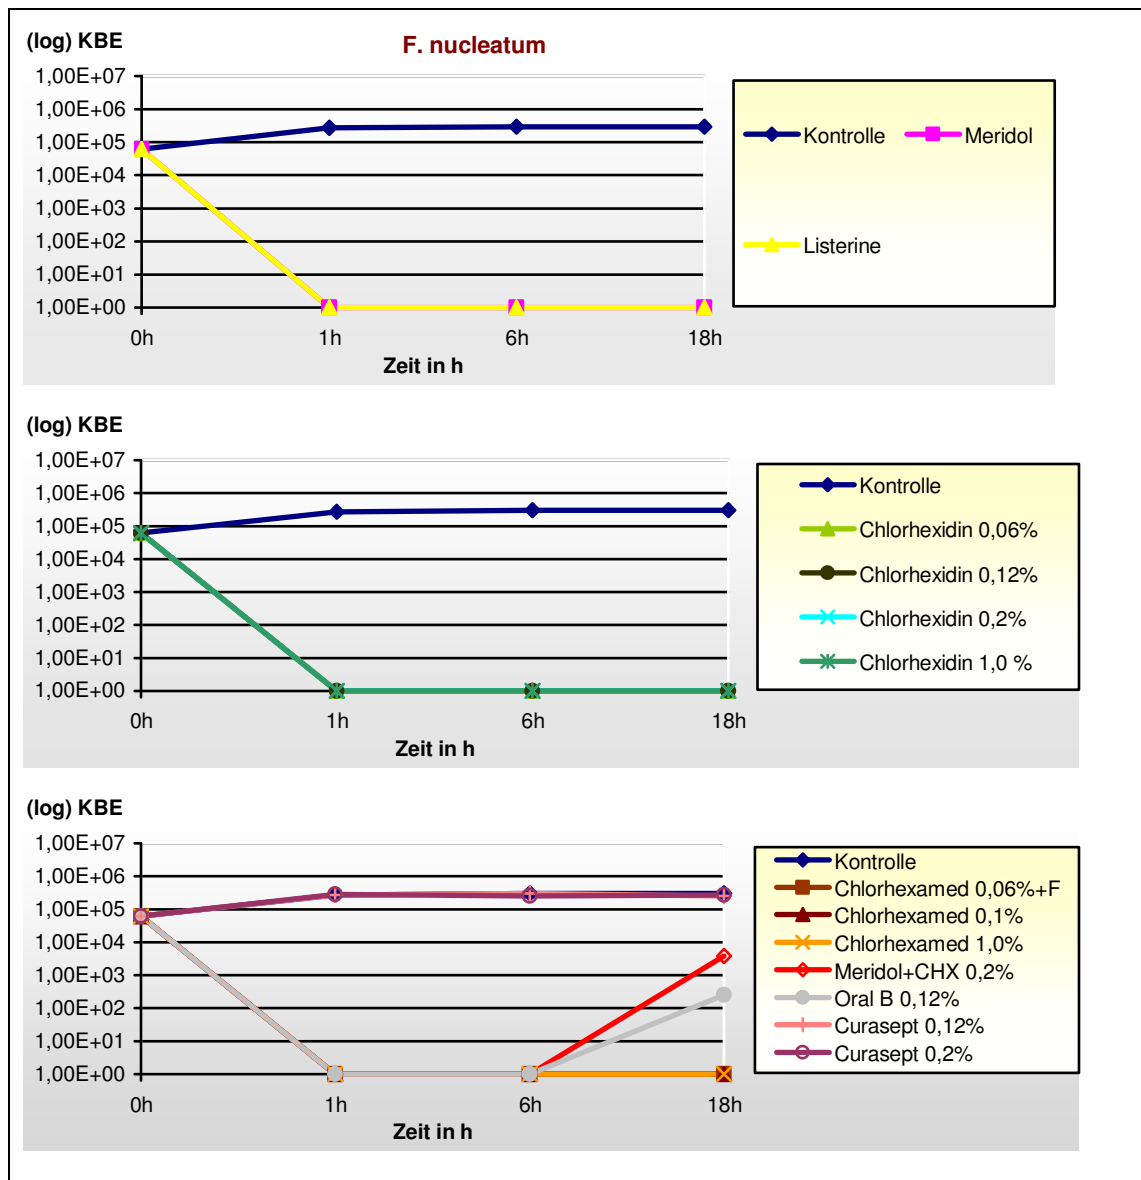 (log) KBE
F. nucleatum
1,00E+07
1,00E+06
1,00E+05
1,00E+04
1,00E+03
1,00E+02
1,00E+01
1,00E+00
0h 1h 6h 18h
Zeit in h
Kontrolle Meridol
Listerine
(log) KBE
1,00E+07
1,00E+06
1,00E+05
1,00E+04
1,00E+03
1,00E+02
1,00E+01
1,00E+00
0h 1h 6h 18h
Zeit in h
Kontrolle
Chlorhexidin 0,06%
Chlorhexidin 0,12%
Chlorhexidin 0,2%
Chlorhexidin 1,0 %
(log) KBE
1,00E+07
1,00E+06
1,00E+05
1,00E+04
1,00E+03
1,00E+02
1,00E+01
1,00E+00
0h 1h 6h 18h
Zeit in h
Kontrolle
Chlorhexamed 0,06%+F
Chlorhexamed 0,1%
Chlorhexamed 1,0%
Meridol+CHX 0,2%
Oral B 0,12%
Curasept 0,12%
Curasept 0,2%